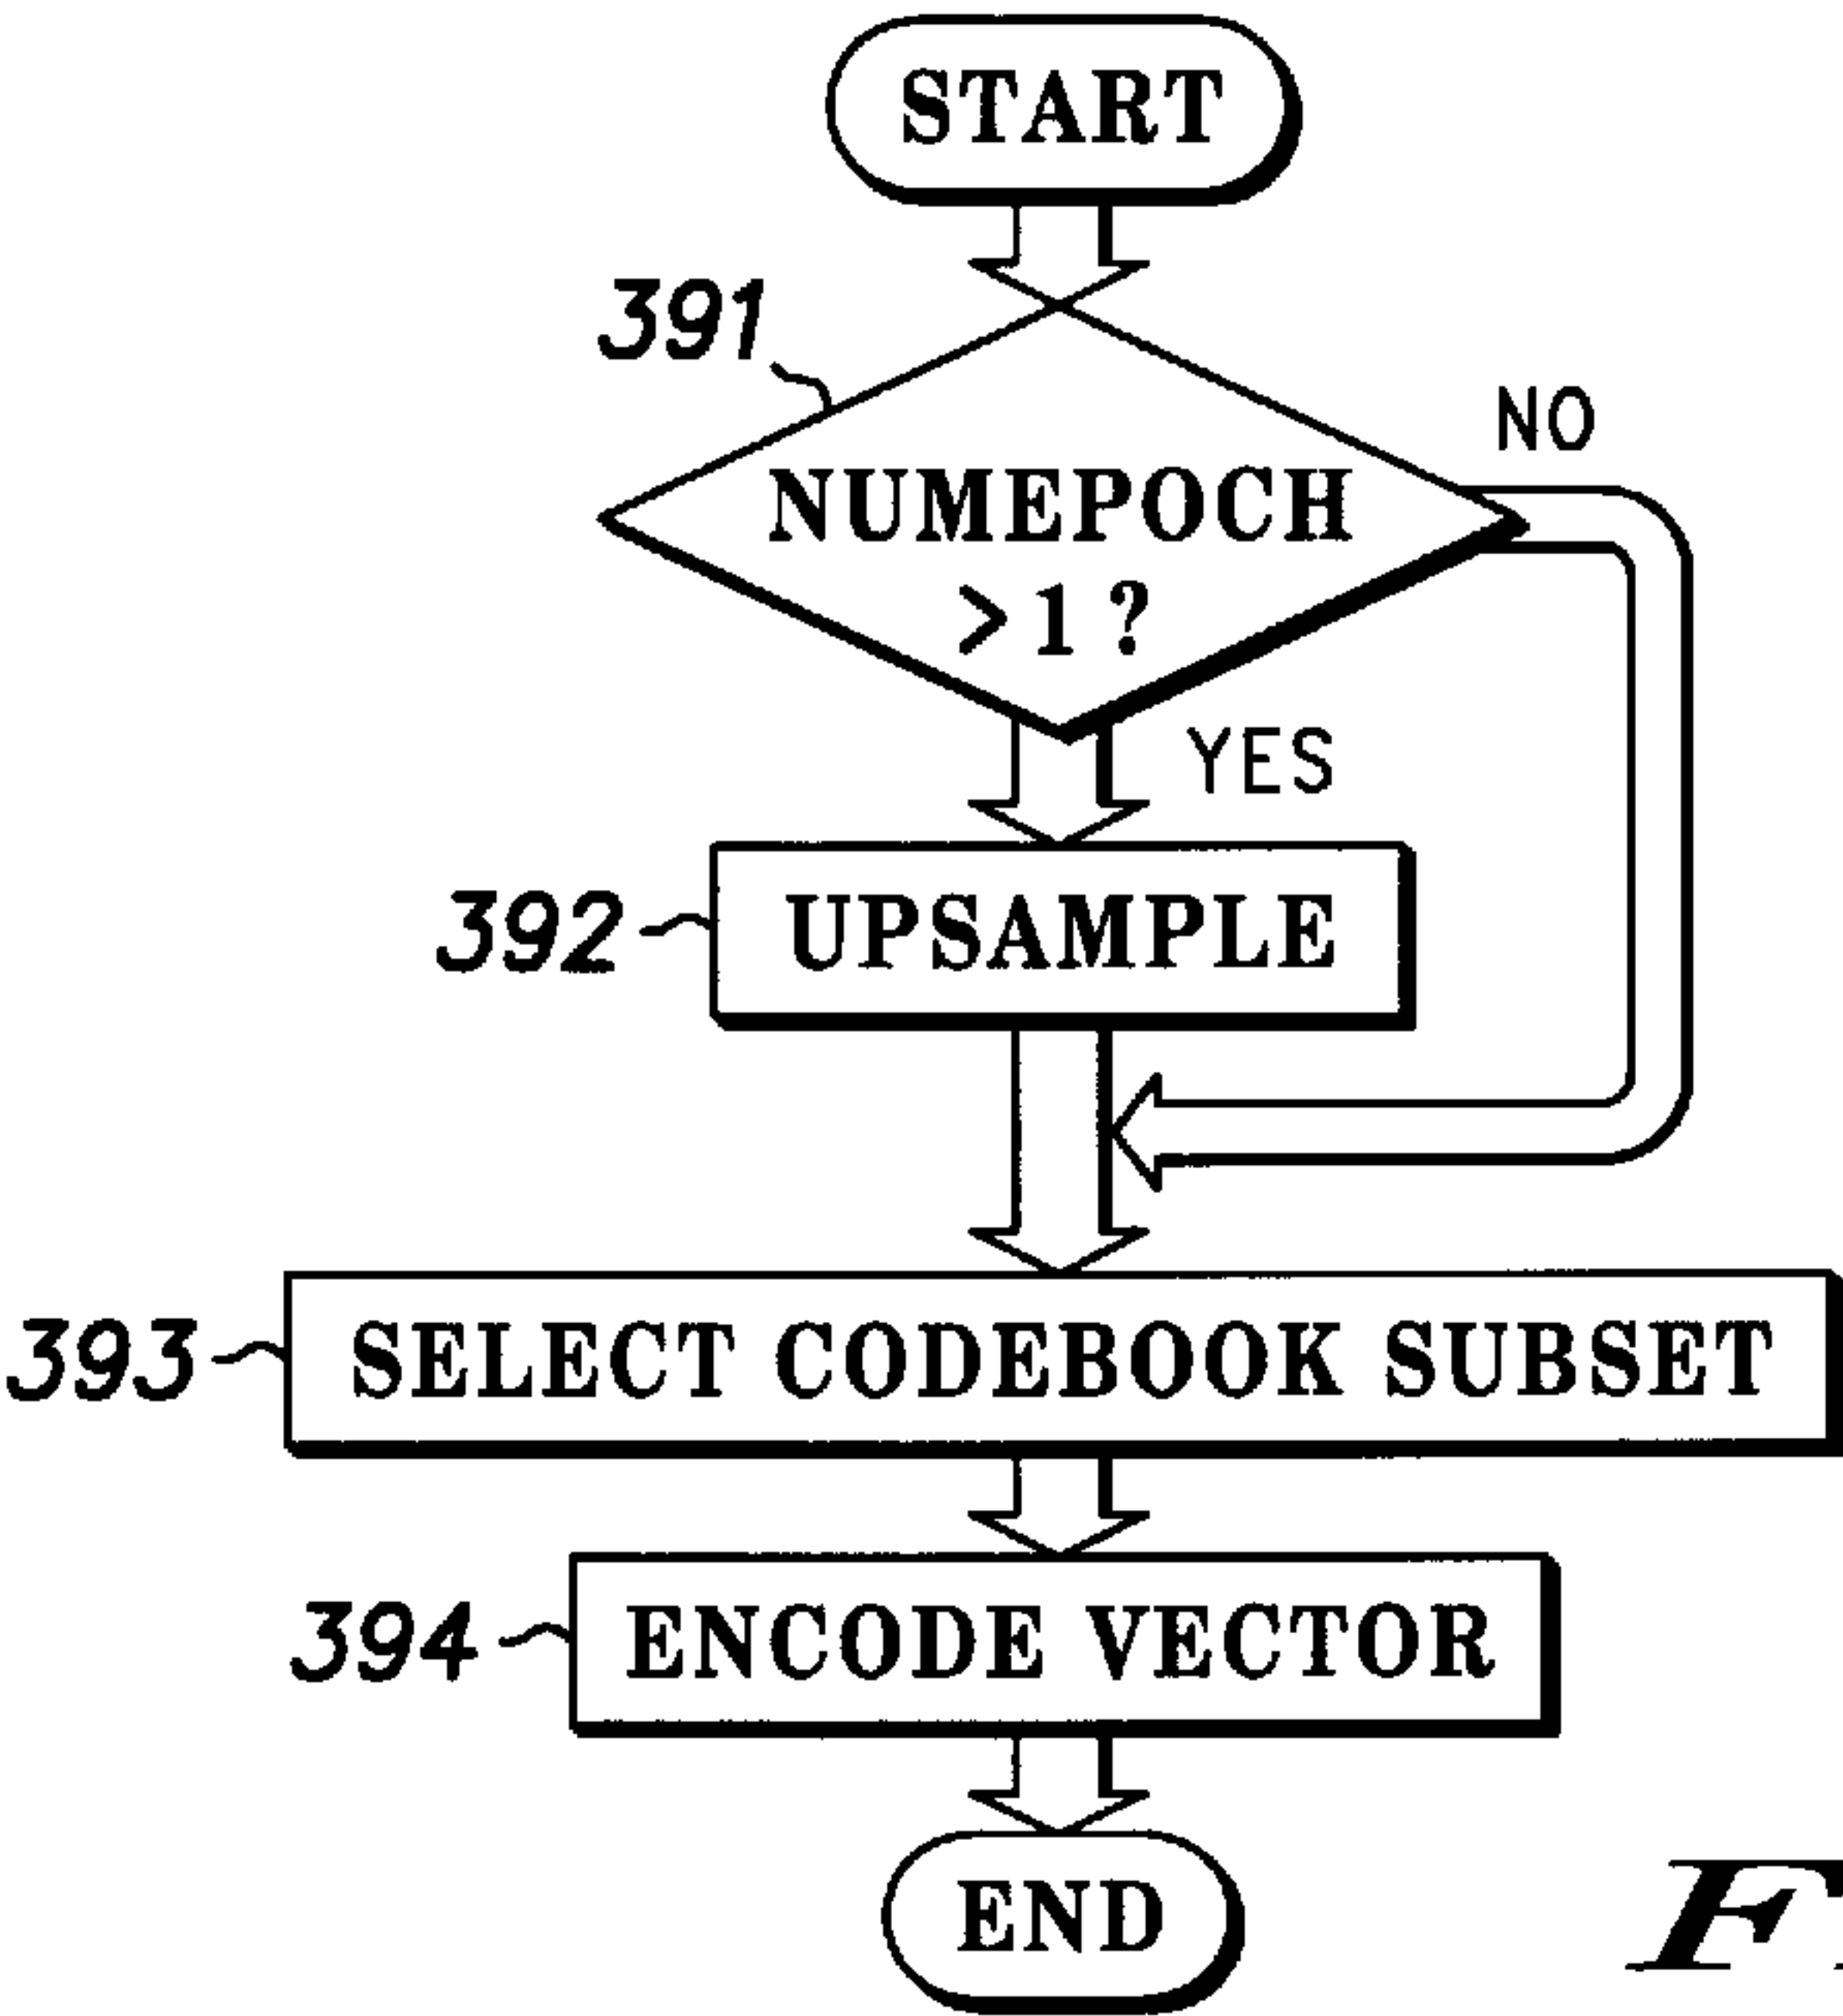 START
391
NO
NUMEPOCH
>1?
YES
392
UPSAMPLE
393
SELECT CODEBOOK SUBSET
394
ENCODE VECTOR
END